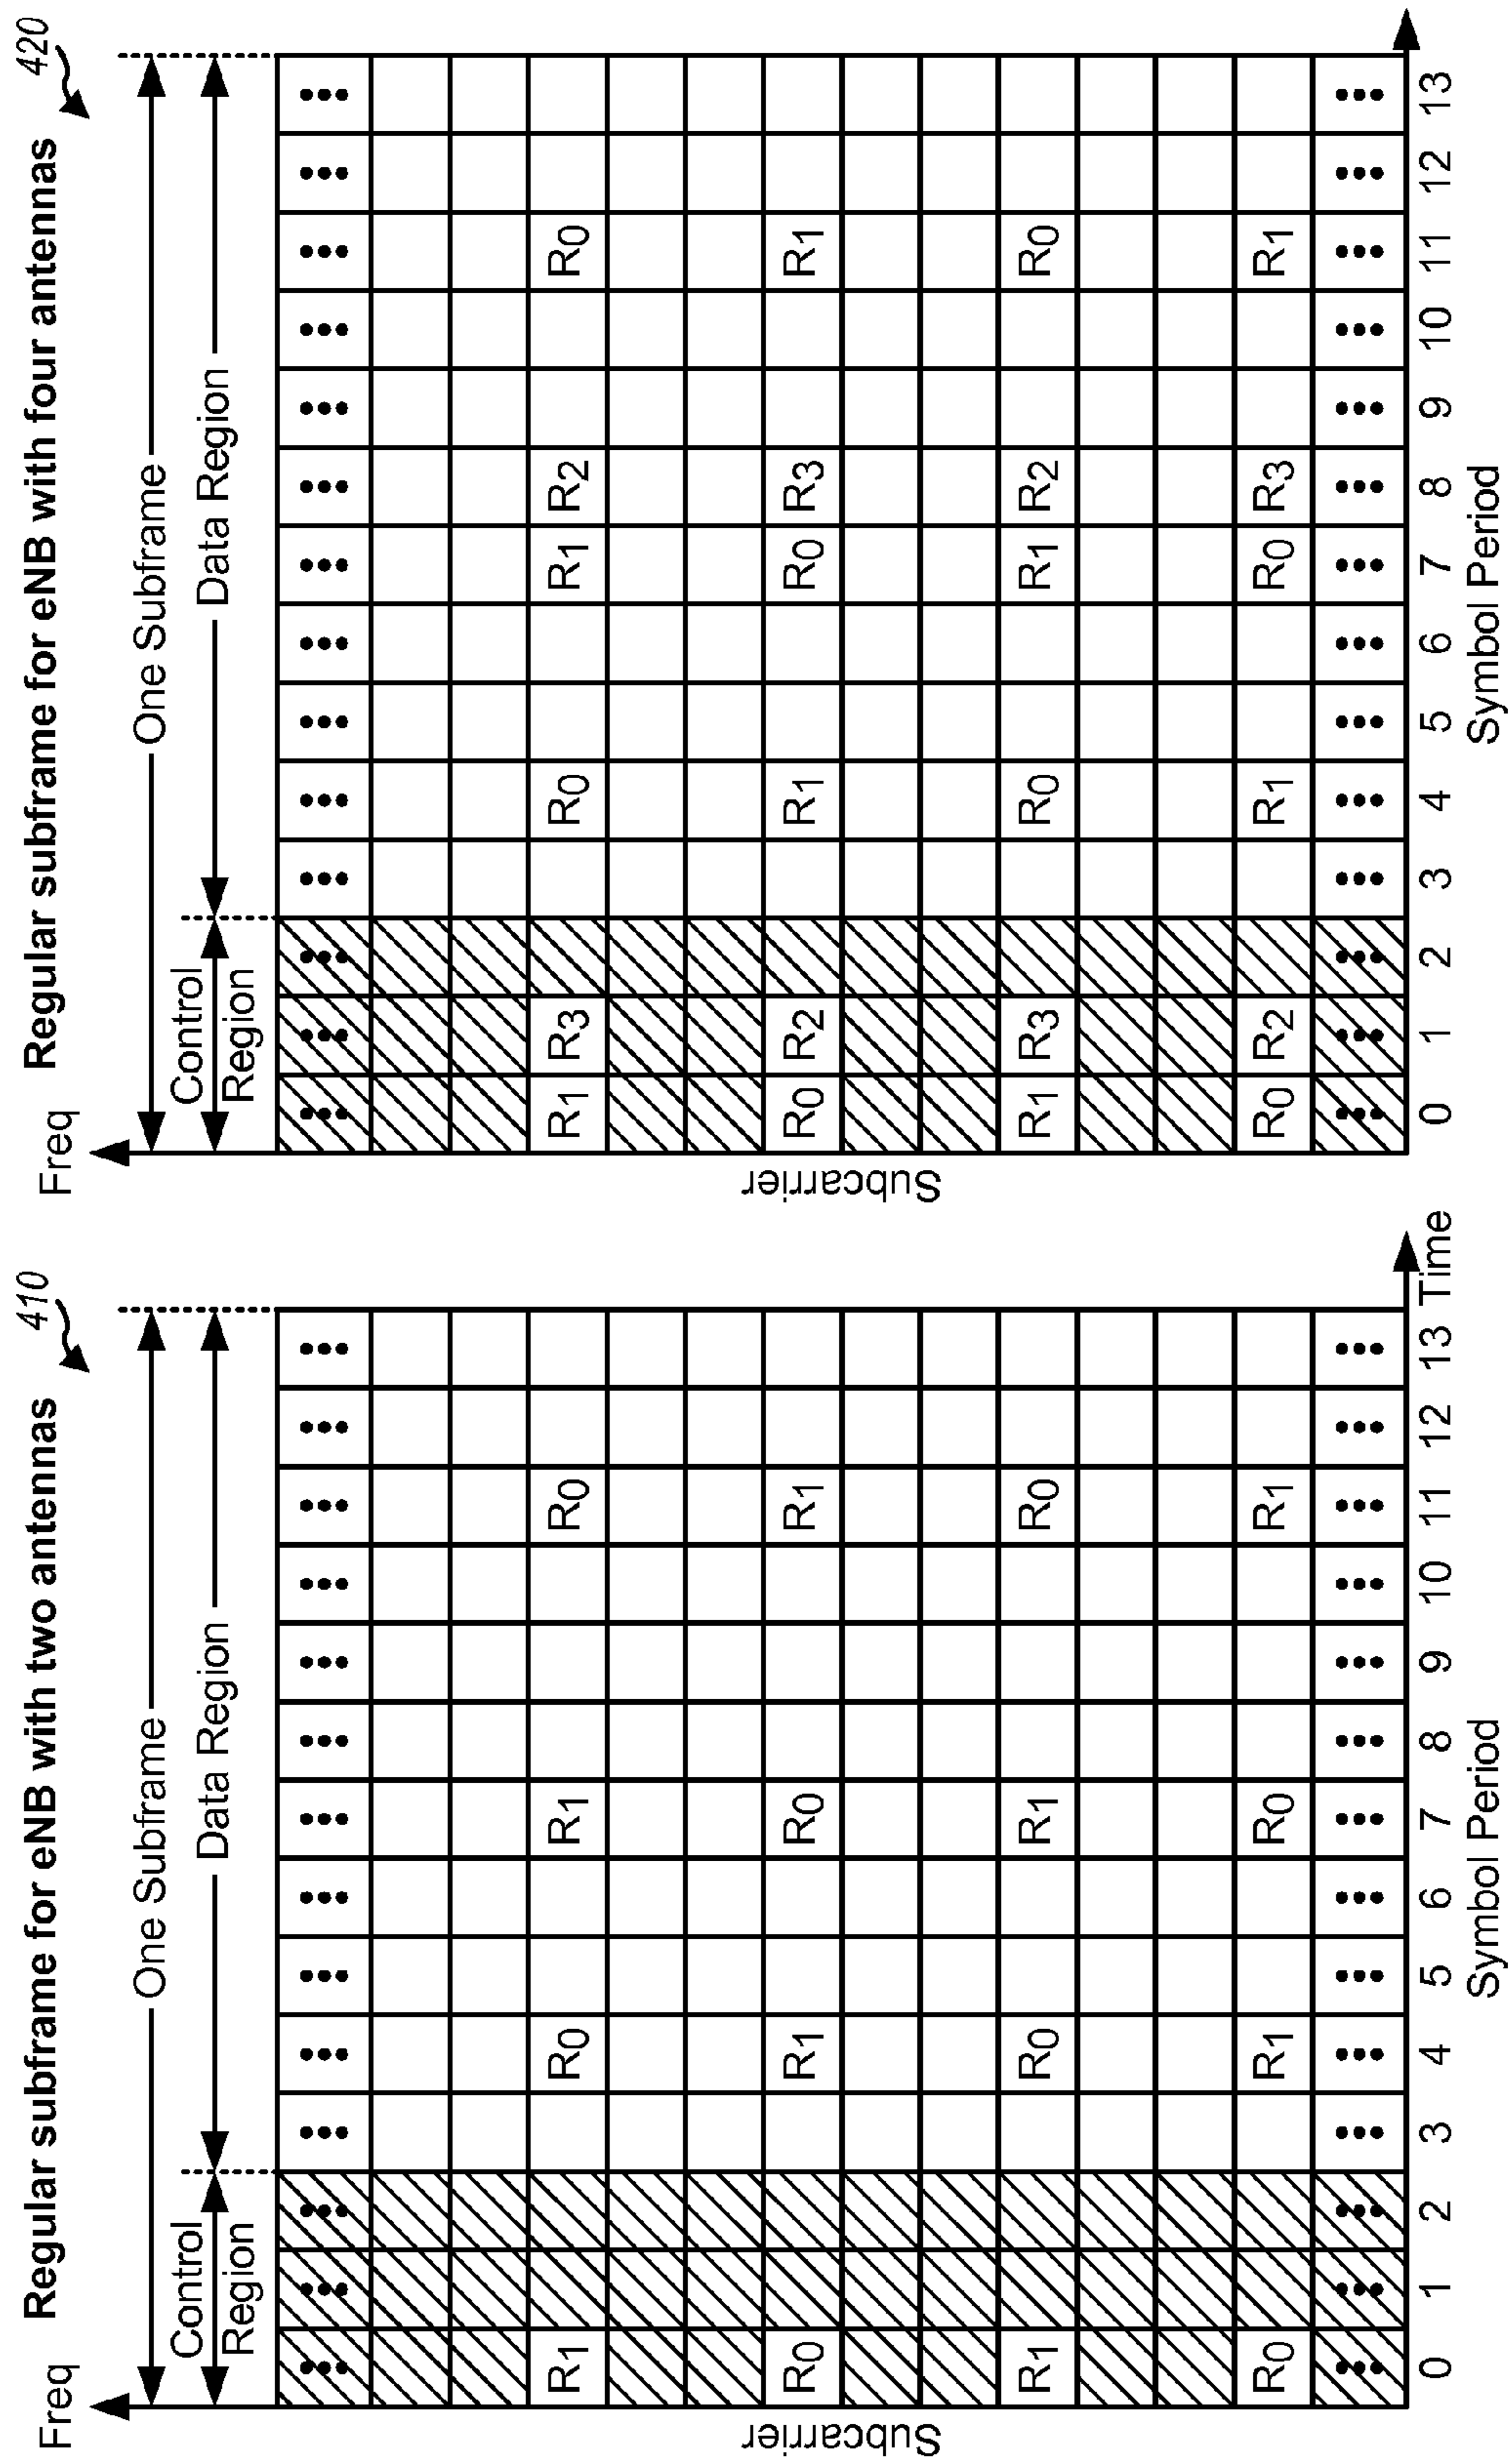 Regular subframe for eNB with two antennas
410
Freq
One Subframe
Control
Region
Data Region
Subcarrier
R1 R0 R1 R0
R0 R1 R0 R1
R1 R0 R1 R0
R0 R1 R0 R1
0 1 2 3 4 5 6 7 8 9 10 11 12 13 Time
Symbol Period
Regular subframe for eNB with four antennas
420
Freq
One Subframe
Control
Region
Data Region
Subcarrier
R1 R3 R0 R1 R2 R0
R0 R2 R1 R0 R3 R1
R1 R3 R0 R1 R2 R0
R0 R2 R1 R0 R3 R1
0 1 2 3 4 5 6 7 8 9 10 11 12 13
Symbol Period